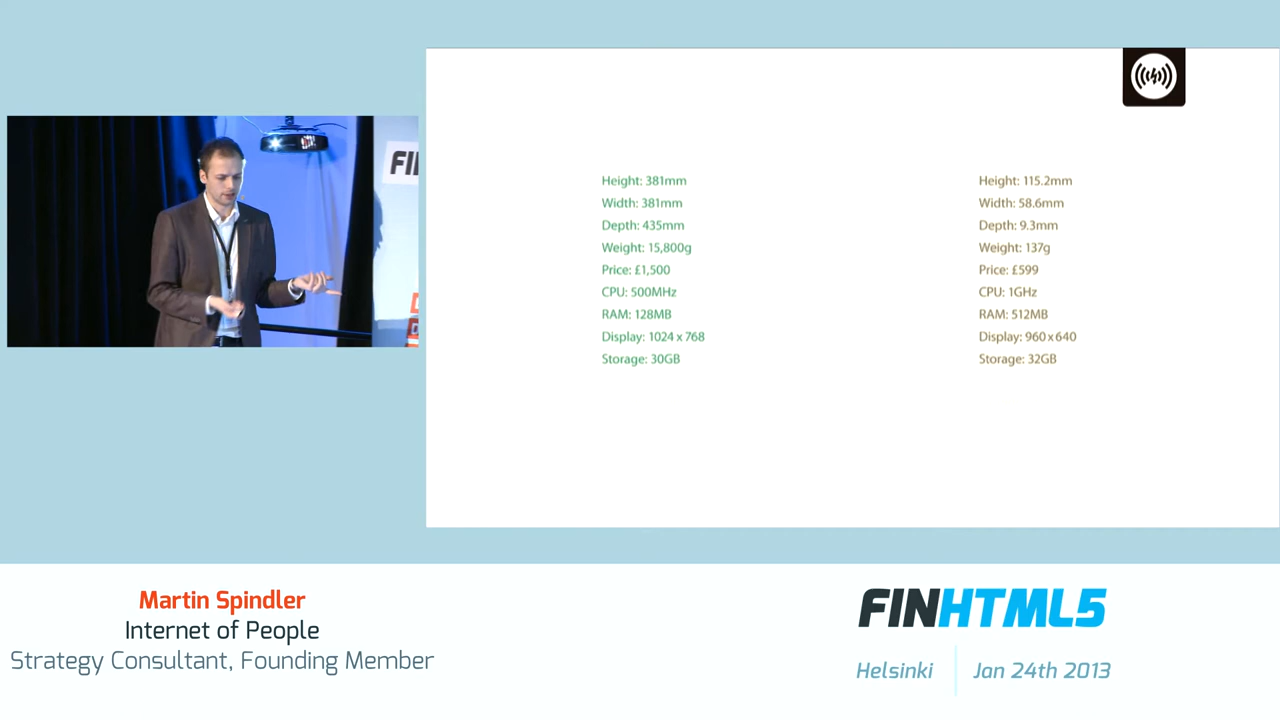 FI
Height: 381mm
Width: 381mm
Depth: 435mm
Weight: 15,800g
Price: £1,500
CPU: 500MHz
RAM: 128MB
Display: 1024 x 768
Storage: 30GB
Height: 115.2mm
Width: 58.6mm
Depth: 9.3mm
Weight: 137g
Price: £599
CPU: 1GHz
RAM: 512MB
Display: 960 x 640
Storage: 32GB
Martin Spindler
Internet of People
Strategy Consultant, Founding Member
FINHTML5
Helsinki
Jan 24th 2013